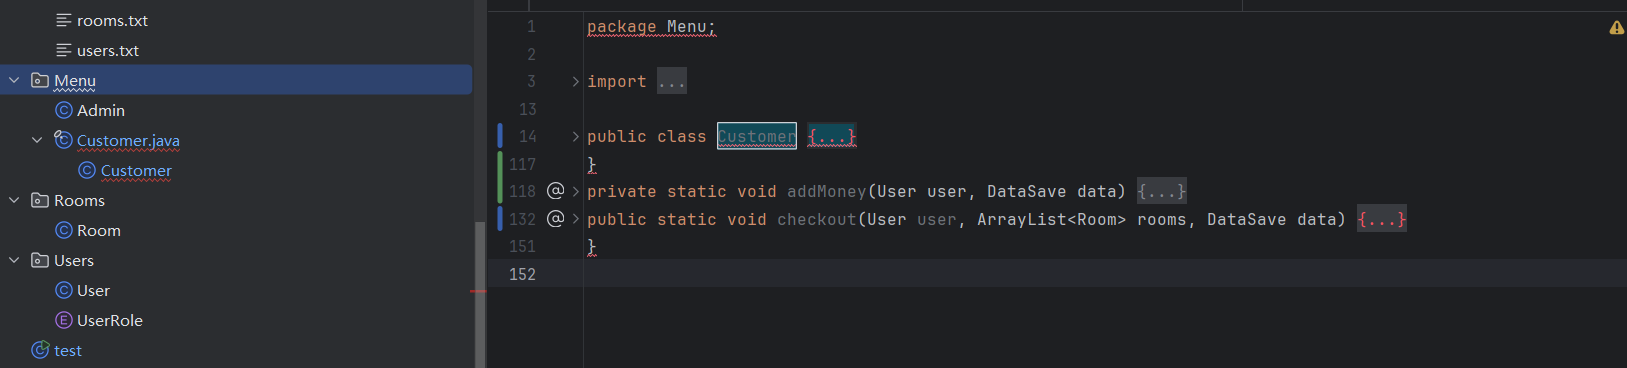 rooms.txt
users.txt
Menu
Admin
Customer.java
Customer
Rooms
Room
Users
User
UserRole
test
1 package Menu;
2
3 import ...
13
14 public class Customer {...}
117 }
118 @ private static void addMoney(User user, DataSave data) {...}
132 @ public static void checkout(User user, ArrayList<Room> rooms, DataSave data) {...}
151 }
152